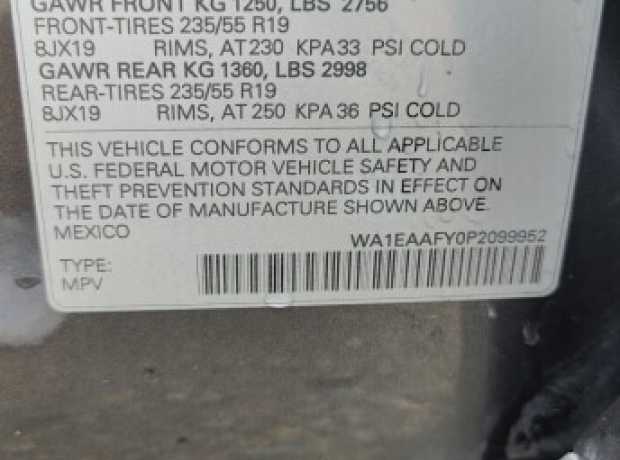 GAWR FRONT KG 1250, LBS 2756
FRONT-TIRES 235/55 R19
8JX19 RIMS, AT 230 KPA 33 PSI COLD
GAWR REAR KG 1360, LBS 2998
REAR-TIRES 235/55 R19
8JX19 RIMS, AT 250 KPA 36 PSI COLD
THIS VEHICLE CONFORMS TO ALL APPLICABLE
U.S. FEDERAL MOTOR VEHICLE SAFETY AND
THEFT PREVENTION STANDARDS IN EFFECT ON
THE DATE OF MANUFACTURE SHOWN ABOVE.
MEXICO
WA1EAAFY0P2099952
TYPE:
MPV